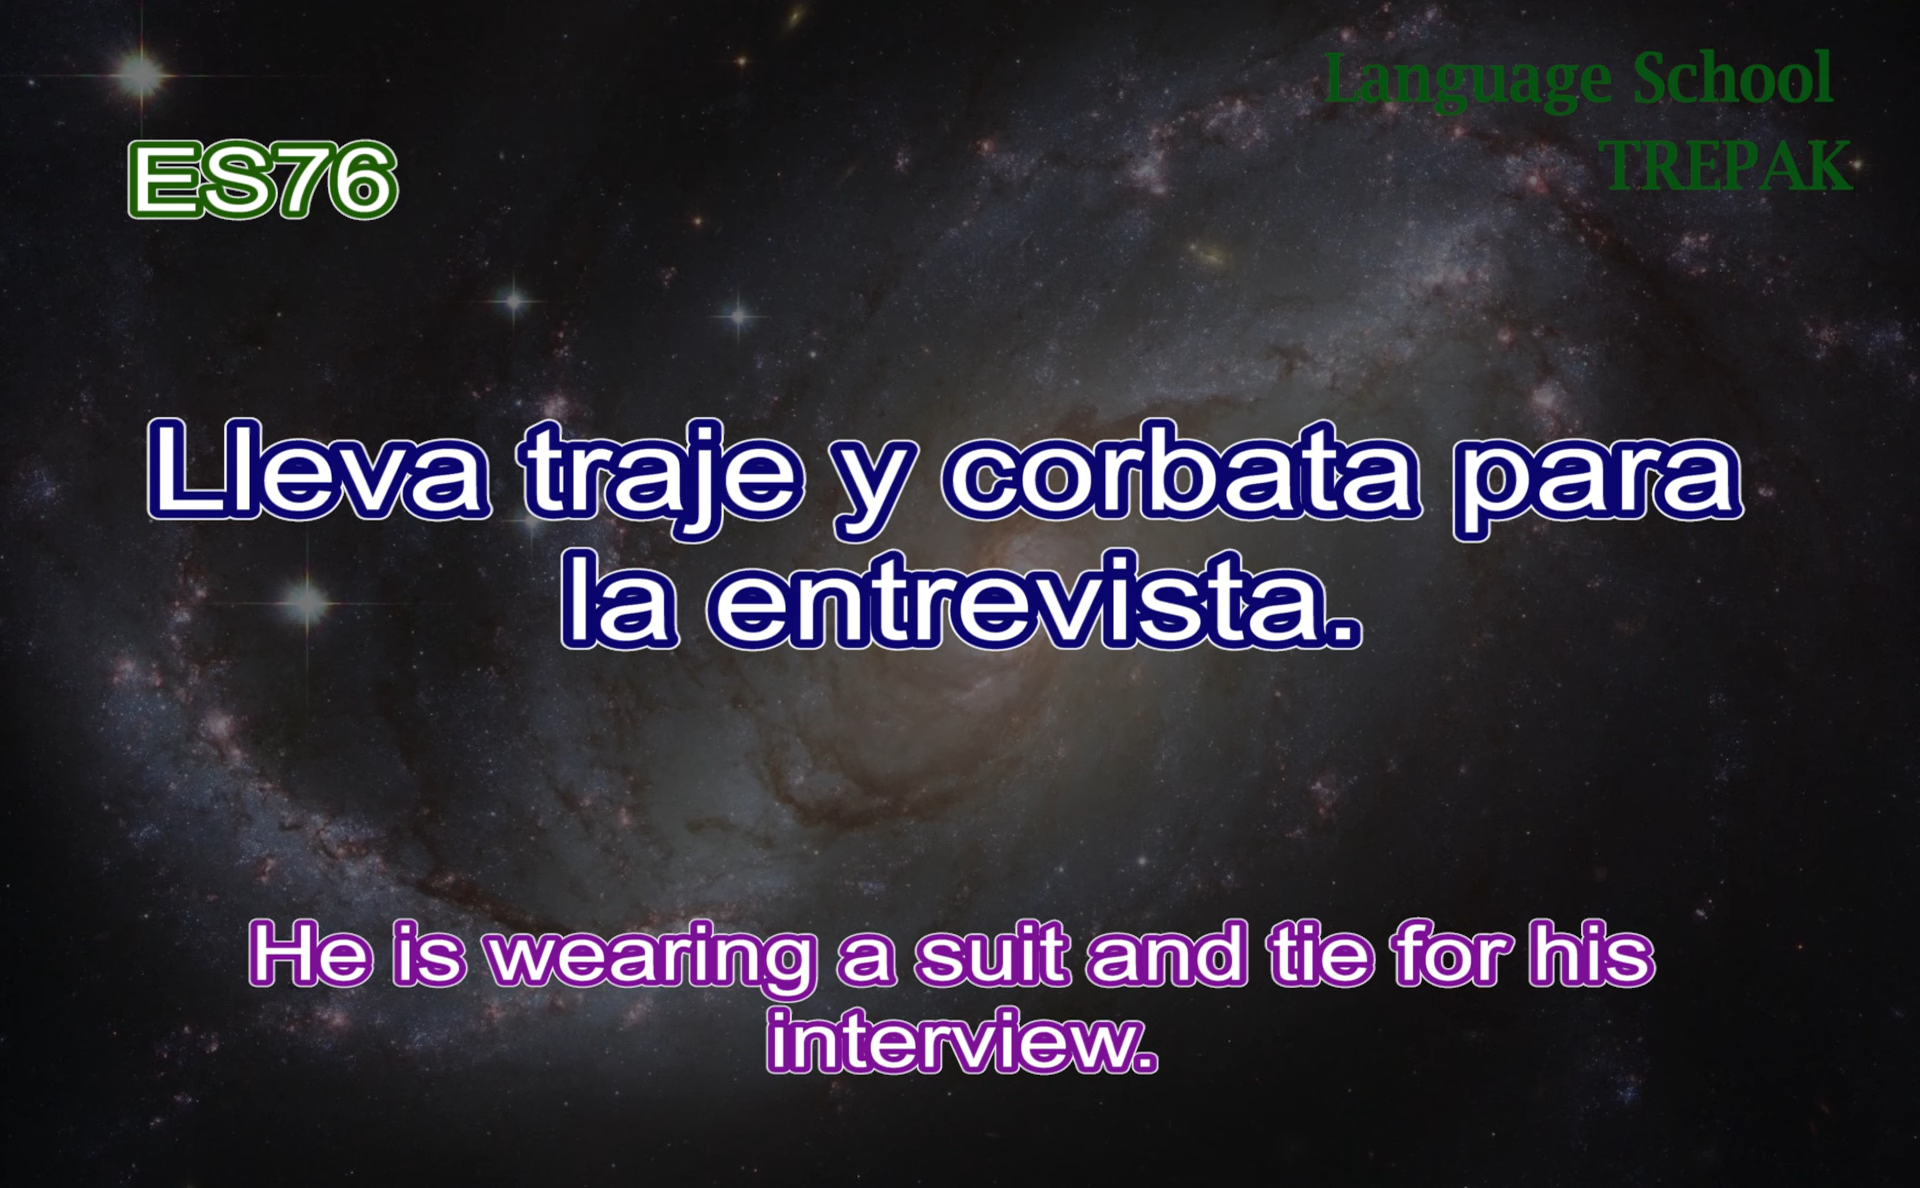 Language School
TREPAK
ES76
Lleva traje y corbata para
la entrevista.
He is wearing a suit and tie for his
interview.